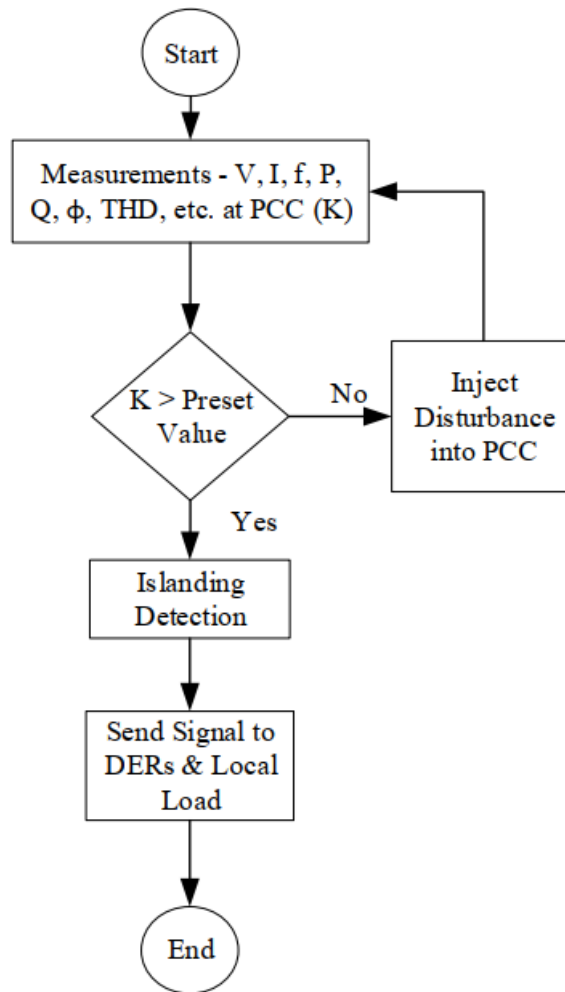 Start
Measurements - V, I, f, P,
Q, ϕ, THD, etc. at PCC (K)
K > Preset
Value
No
Inject
Disturbance
into PCC
Yes
Islanding
Detection
Send Signal to
DERs & Local
Load
End